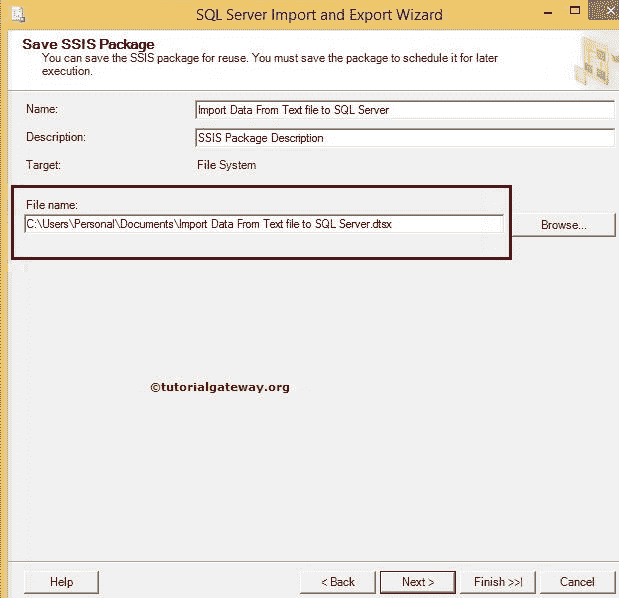 SQL Server Import and Export Wizard
Save SSIS Package
You can save the SSIS package for reuse. You must save the package to schedule it for later
execution.
Name:
Import Data From Text file to SQL Server
Description:
SSIS Package Description
Target:
File System
File name:
C:\Users\Personal\Documents\Import Data From Text file to SQL Server.dtsx
Browse...
©tutorialgateway.org
Help
< Back
Next >
Finish >>|
Cancel